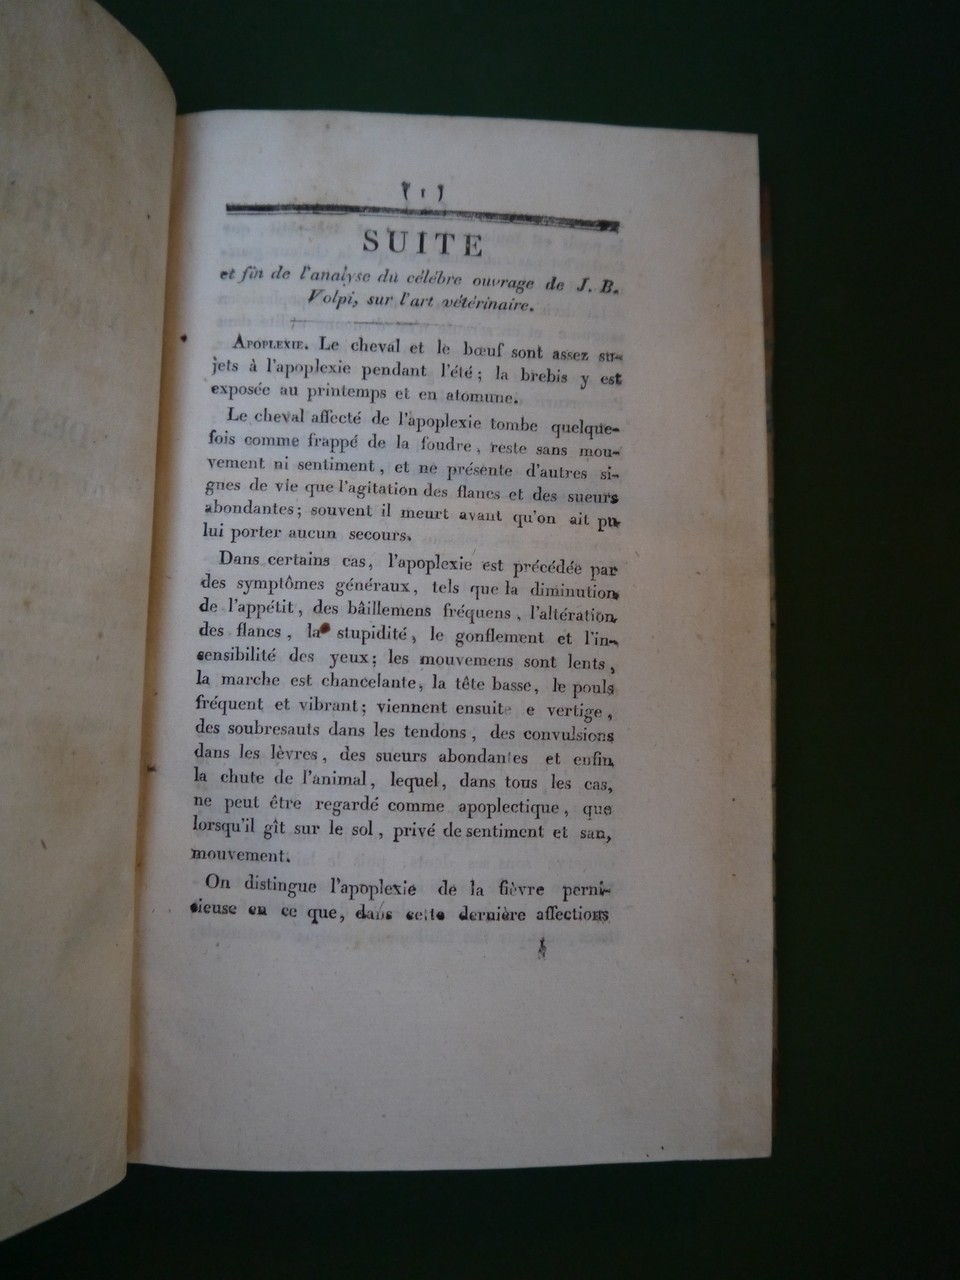 ( 1 )
SUITE
et fin de l'analyse du célébre ouvrage de J. B.
Volpi, sur l'art vétérinaire.
APOPLEXIE. Le cheval et le bœuf sont assez su-
jets à l'apoplexie pendant l'été ; la brebis y est
exposée au printemps et en atomune.
Le cheval affecté de l'apoplexie tombe quelque-
fois comme frappé de la foudre , reste sans mou-
vement ni sentiment , et ne présente d'autres si-
gnes de vie que l'agitation des flancs et des sueurs
abondantes ; souvent il meurt avant qu'on ait pu
lui porter aucun secours.
Dans certains cas, l'apoplexie est précédée par
des symptômes généraux, tels que la diminution
de l'appétit , des bâillemens fréquens , l'altération
des flancs , la stupidité , le gonflement et l'in-
sensibilité des yeux ; les mouvemens sont lents ,
la marche est chancelante, la tête basse, le pouls
fréquent et vibrant ; viennent ensuite e vertige ,
des soubresauts dans les tendons , des convulsions
dans les lèvres , des sueurs abondantes et enfin
la chute de l'animal, lequel, dans tous les cas,
ne peut être regardé comme apoplectique , que
lorsqu'il gît sur le sol , privé de sentiment et san,
mouvement.
On distingue l'apoplexie de la fièvre perni-
sieuse en ce que, dans cette dernière affections